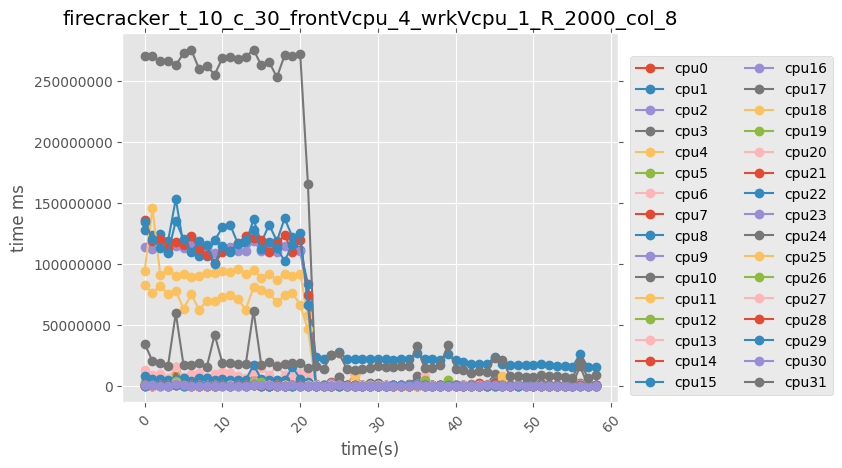 firecracker_t_10_c_30_frontVcpu_4_wrkVcpu_1_R_2000_col_8
250000000
200000000
150000000
100000000
50000000
0
time ms
0
10
20
30
40
50
60
time(s)
cpu0
cpu1
cpu2
cpu3
cpu4
cpu5
cpu6
cpu7
cpu8
cpu9
cpu10
cpu11
cpu12
cpu13
cpu14
cpu15
cpu16
cpu17
cpu18
cpu19
cpu20
cpu21
cpu22
cpu23
cpu24
cpu25
cpu26
cpu27
cpu28
cpu29
cpu30
cpu31